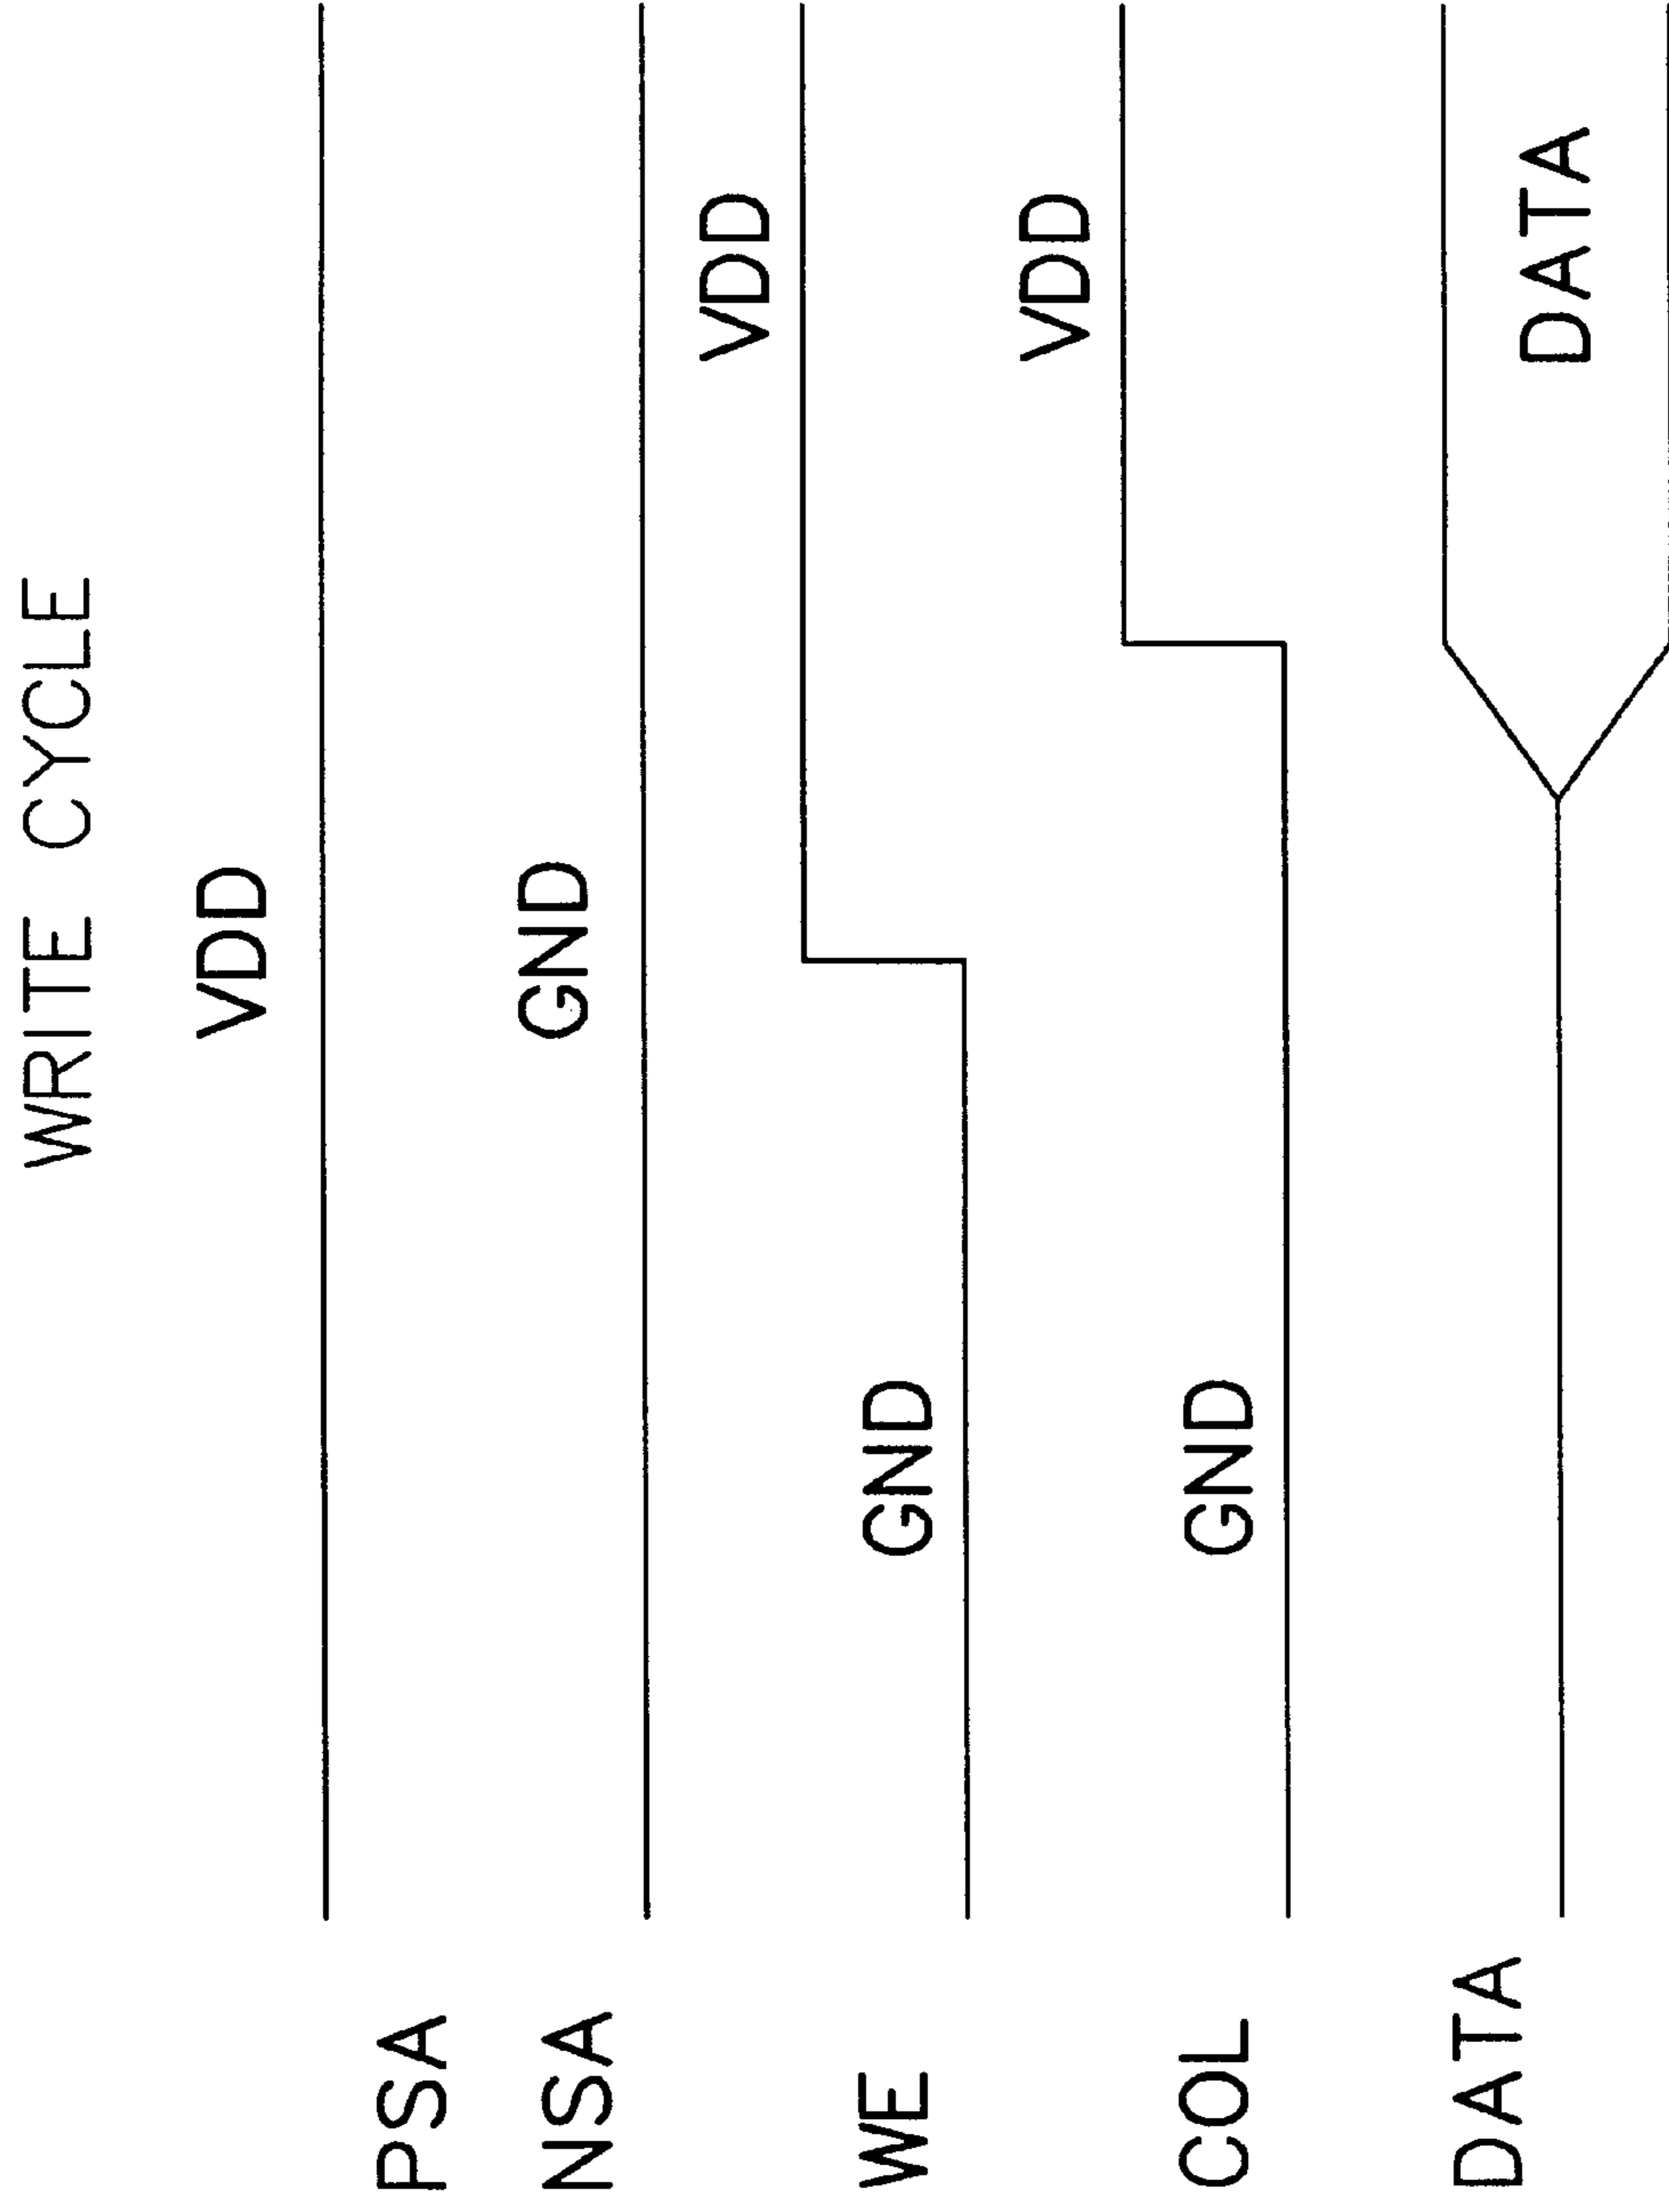 WRITE CYCLE
VDD
PSA
GND
NSA
VDD
WE GND
VDD
COL GND
DATA DATA